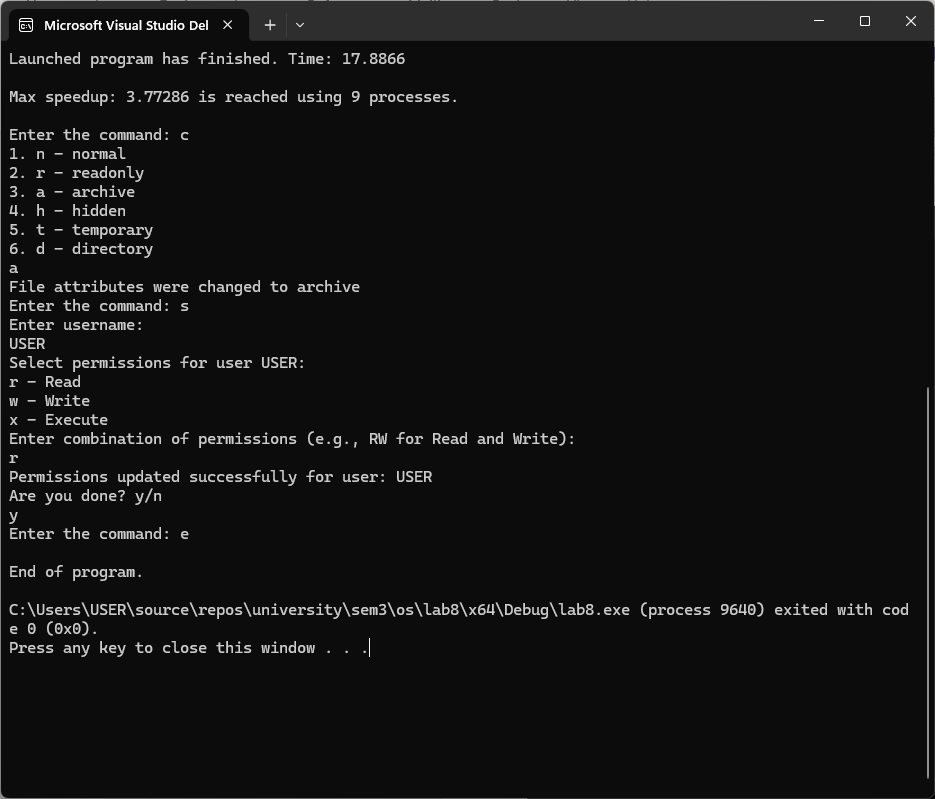 Microsoft Visual Studio Del
Launched program has finished. Time: 17.8866
Max speedup: 3.77286 is reached using 9 processes.
Enter the command: c
1. n - normal
2. r - readonly
3. a - archive
4. h - hidden
5. t - temporary
6. d - directory
a
File attributes were changed to archive
Enter the command: s
Enter username:
USER
Select permissions for user USER:
r - Read
w - Write
x - Execute
Enter combination of permissions (e.g., RW for Read and Write):
r
Permissions updated successfully for user: USER
Are you done? y/n
y
Enter the command: e
End of program.
C:\Users\USER\source\repos\university\sem3\os\lab8\x64\Debug\lab8.exe (process 9640) exited with cod
e 0 (0x0).
Press any key to close this window . . .